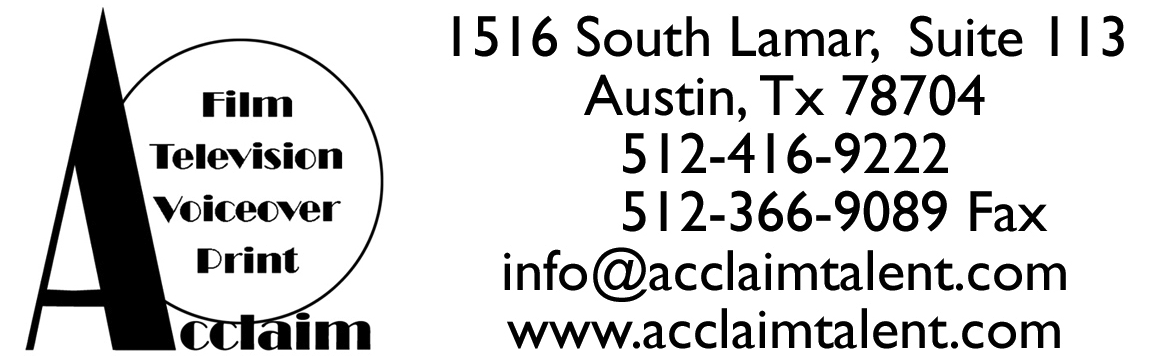 Film
Television
Voiceover
Print
Acclaim
1516 South Lamar, Suite 113
Austin, Tx 78704
512-416-9222
512-366-9089 Fax
info@acclaimtalent.com
www.acclaimtalent.com